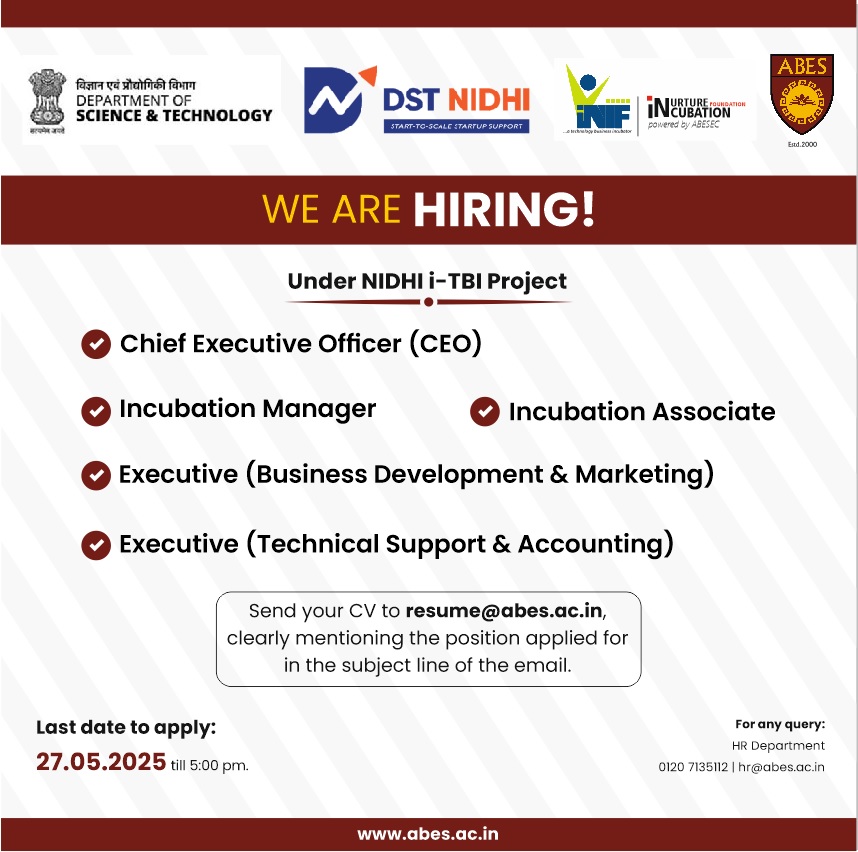 विज्ञान एवं प्रौद्योगिकी विभाग
DEPARTMENT OF
SCIENCE & TECHNOLOGY
सत्यमेव जयते
DST NIDHI
START-TO-SCALE STARTUP SUPPORT
iNiF
...a technology business incubator
iNURTURE FOUNDATION
INCUBATION
powered by ABESEC
ABES
Estd.2000
WE ARE HIRING!
Under NIDHI i-TBI Project
Chief Executive Officer (CEO)
Incubation Manager
Incubation Associate
Executive (Business Development & Marketing)
Executive (Technical Support & Accounting)
Send your CV to resume@abes.ac.in,
clearly mentioning the position applied for
in the subject line of the email.
Last date to apply:
27.05.2025 till 5:00 pm.
For any query:
HR Department
0120 7135112 | hr@abes.ac.in
www.abes.ac.in